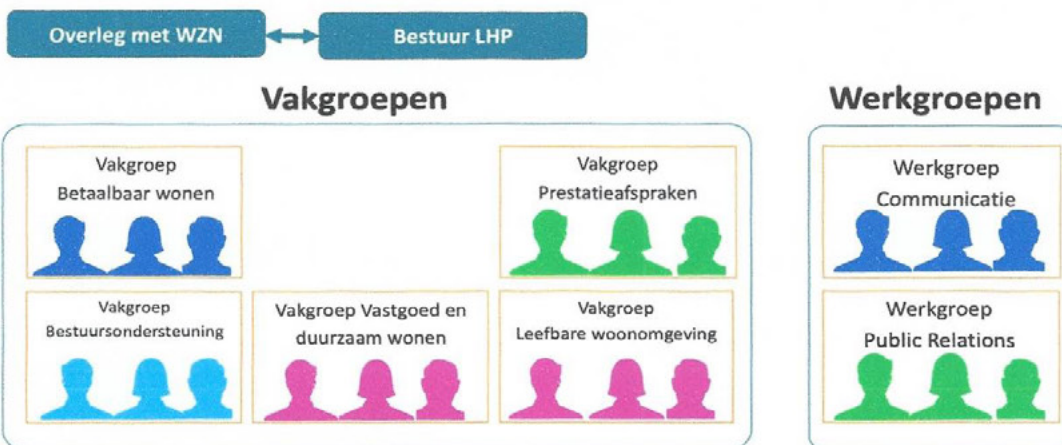 Overleg met WZN
Bestuur LHP
Vakgroepen
Werkgroepen
Vakgroep
Betaalbaar wonen
Vakgroep
Prestatieafspraken
Werkgroep
Communicatie
Vakgroep
Bestuursondersteuning
Vakgroep Vastgoed en
duurzaam wonen
Vakgroep
Leefbare woonomgeving
Werkgroep
Public Relations